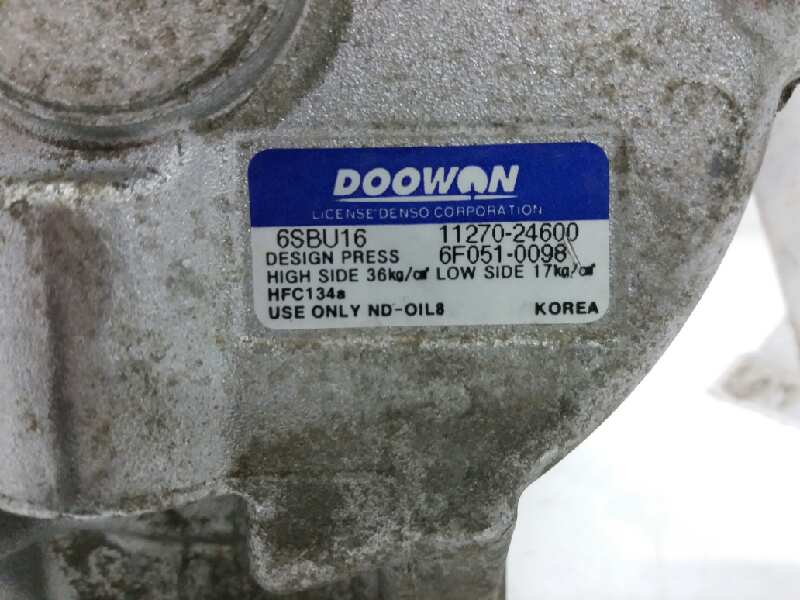 DOOWON
LICENSE DENSO CORPORATION
6SBU16 11270-24600
DESIGN PRESS 6F051-0098
HIGH SIDE 36kg/㎠ LOW SIDE 17kg/㎠
HFC134a
USE ONLY ND-OIL8 KOREA